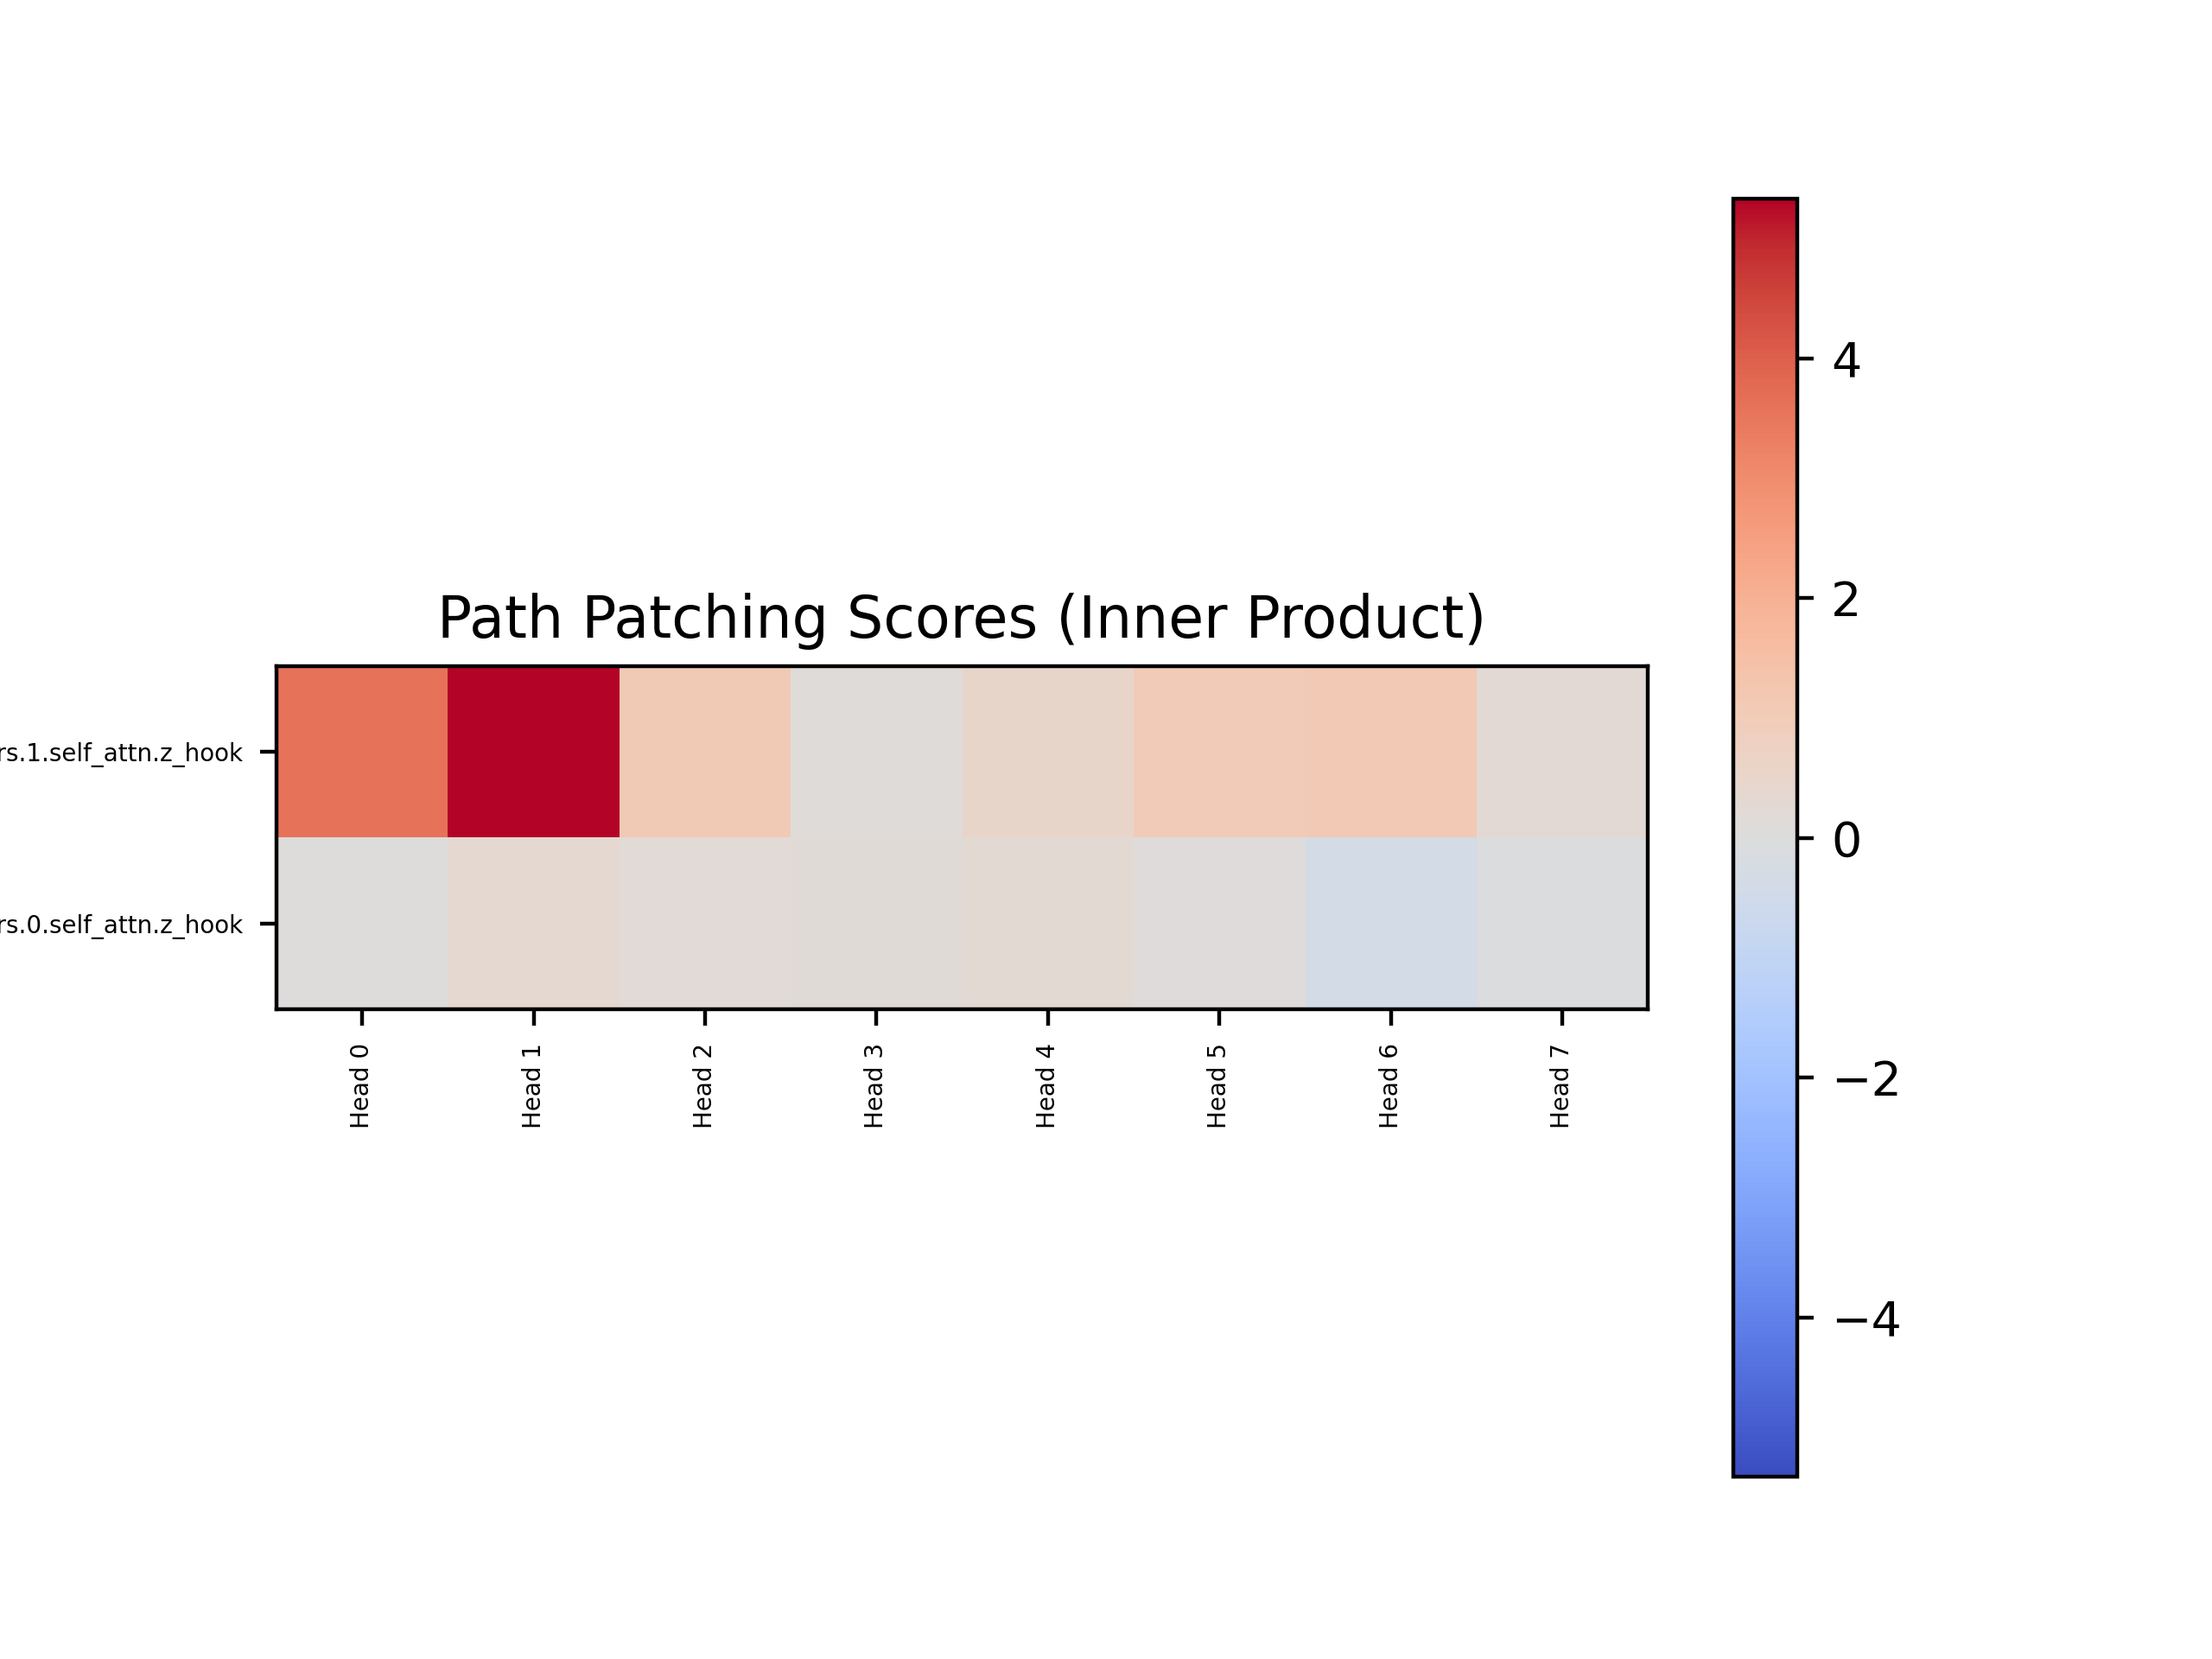 Path Patching Scores (Inner Product)
rs.1.self_attn.z_hook
rs.0.self_attn.z_hook
Head 0
Head 1
Head 2
Head 3
Head 4
Head 5
Head 6
Head 7
4
2
0
−2
−4